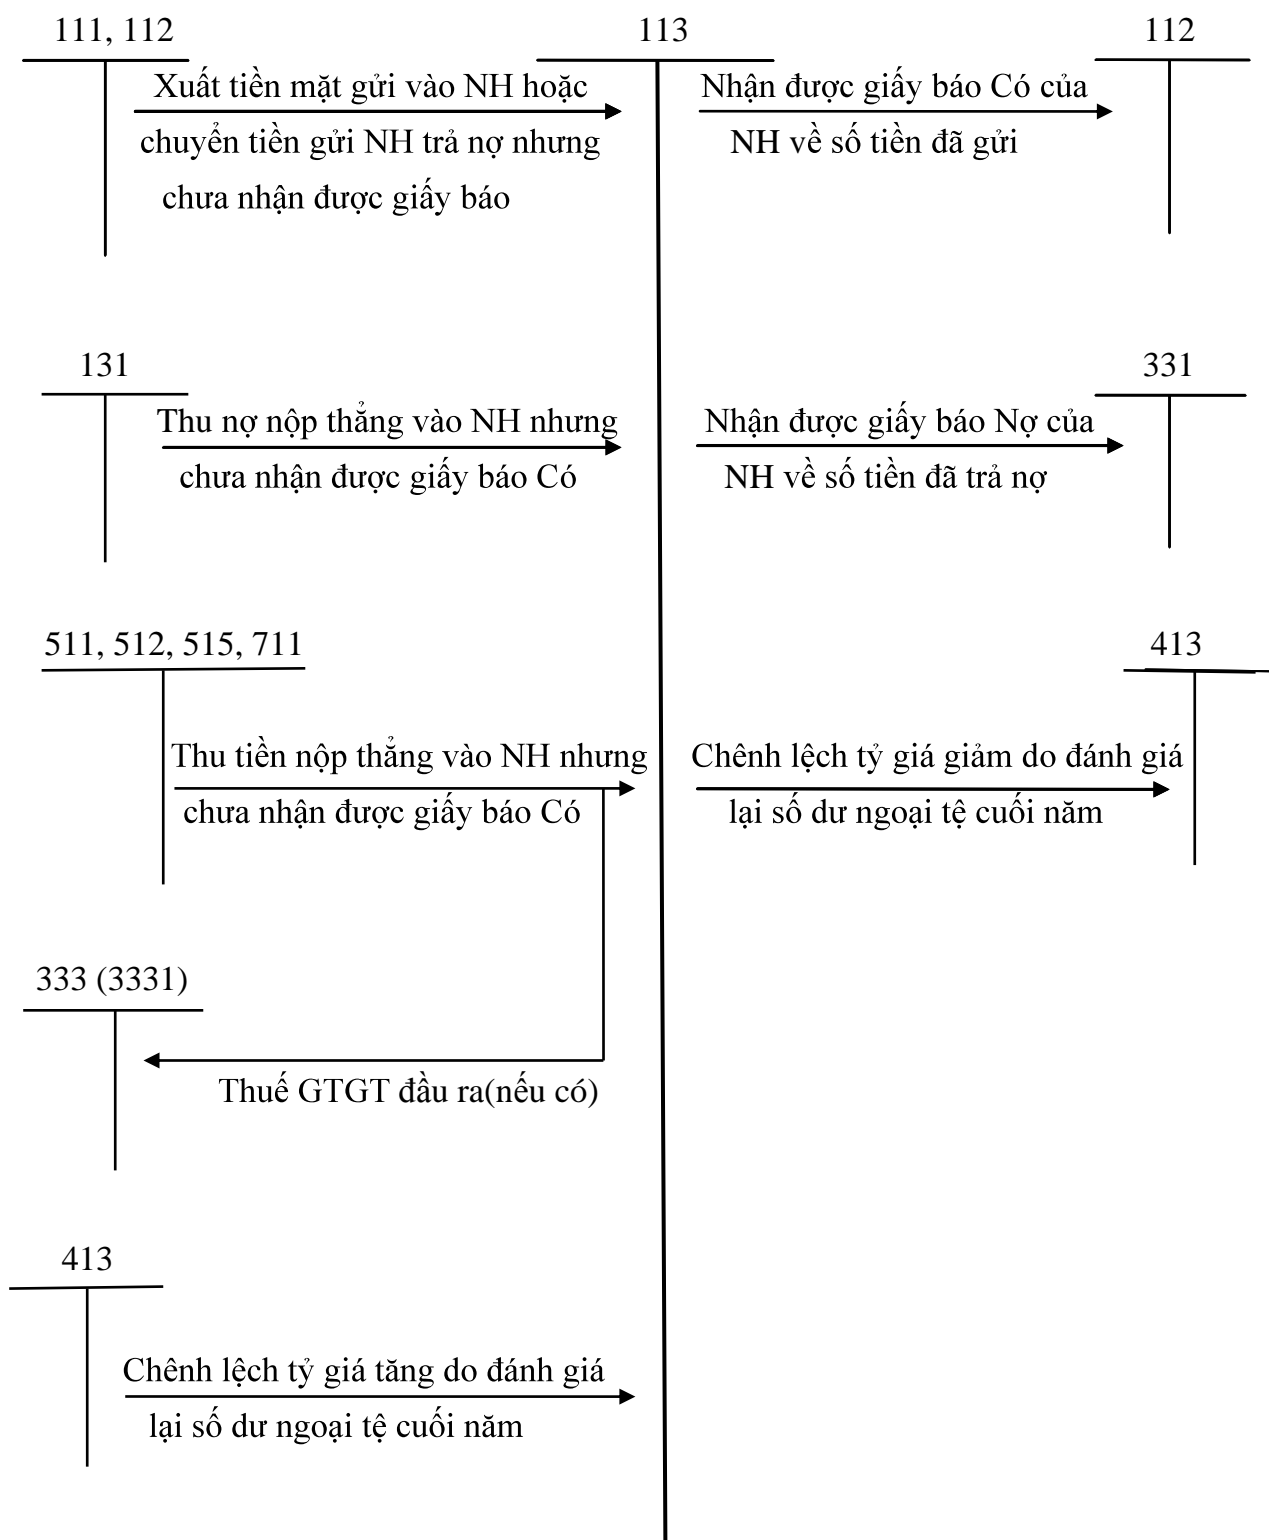 111, 112
113
112
Xuất tiền mặt gửi vào NH hoặc
chuyển tiền gửi NH trả nợ nhưng
chưa nhận được giấy báo
Nhận được giấy báo Có của
NH về số tiền đã gửi
131
331
Thu nợ nộp thẳng vào NH nhưng
chưa nhận được giấy báo Có
Nhận được giấy báo Nợ của
NH về số tiền đã trả nợ
511, 512, 515, 711
413
Thu tiền nộp thẳng vào NH nhưng
chưa nhận được giấy báo Có
Chênh lệch tỷ giá giảm do đánh giá
lại số dư ngoại tệ cuối năm
333 (3331)
Thuế GTGT đầu ra(nếu có)
413
Chênh lệch tỷ giá tăng do đánh giá
lại số dư ngoại tệ cuối năm